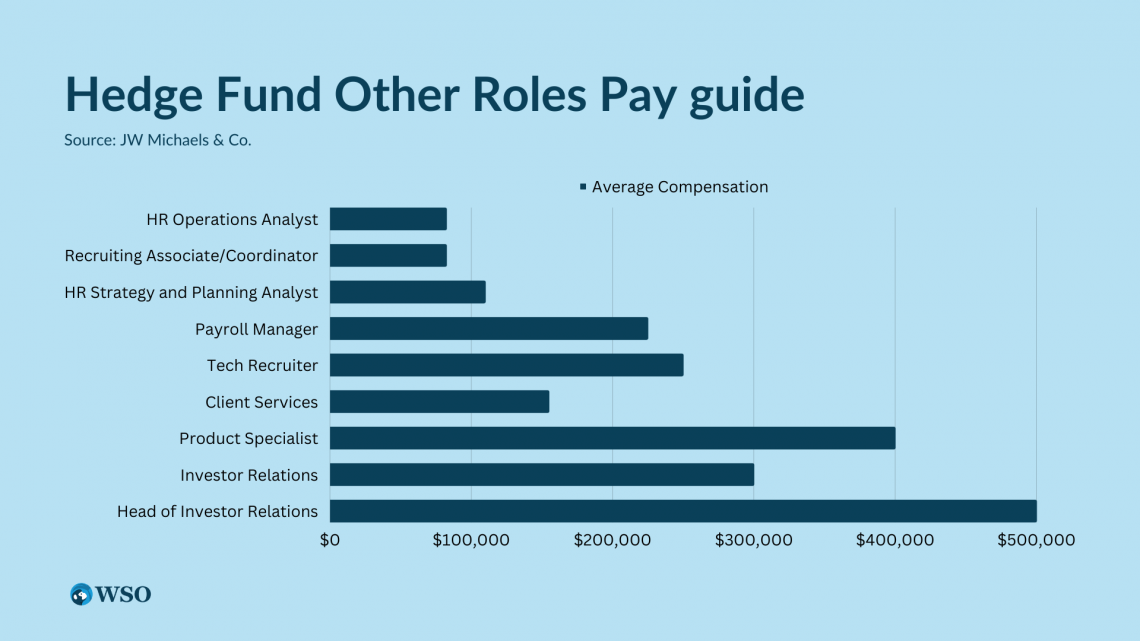 Hedge Fund Other Roles Pay guide
Source: JW Michaels & Co.
Average Compensation
HR Operations Analyst
Recruiting Associate/Coordinator
HR Strategy and Planning Analyst
Payroll Manager
Tech Recruiter
Client Services
Product Specialist
Investor Relations
Head of Investor Relations
$0 $100,000 $200,000 $300,000 $400,000 $500,000
WSO